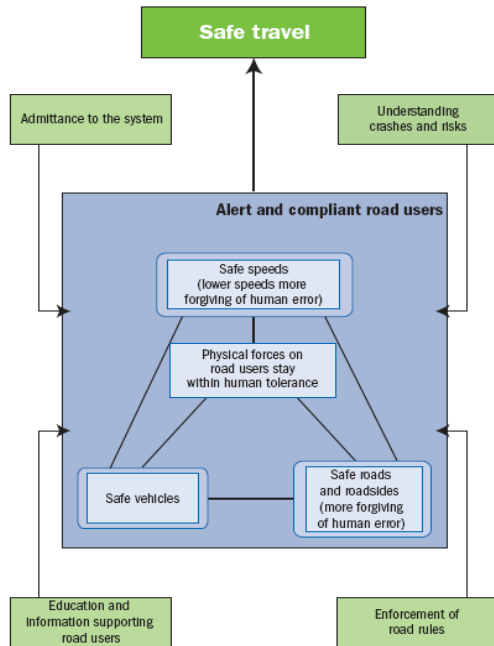 Safe travel
Admittance to the system
Understanding
crashes and risks
Alert and compliant road users
Safe speeds
(lower speeds more
forgiving of human error)
Physical forces on
road users stay
within human tolerance
Safe vehicles
Safe roads
and roadsides
(more forgiving
of human error)
Education and
information supporting
road users
Enforcement of
road rules